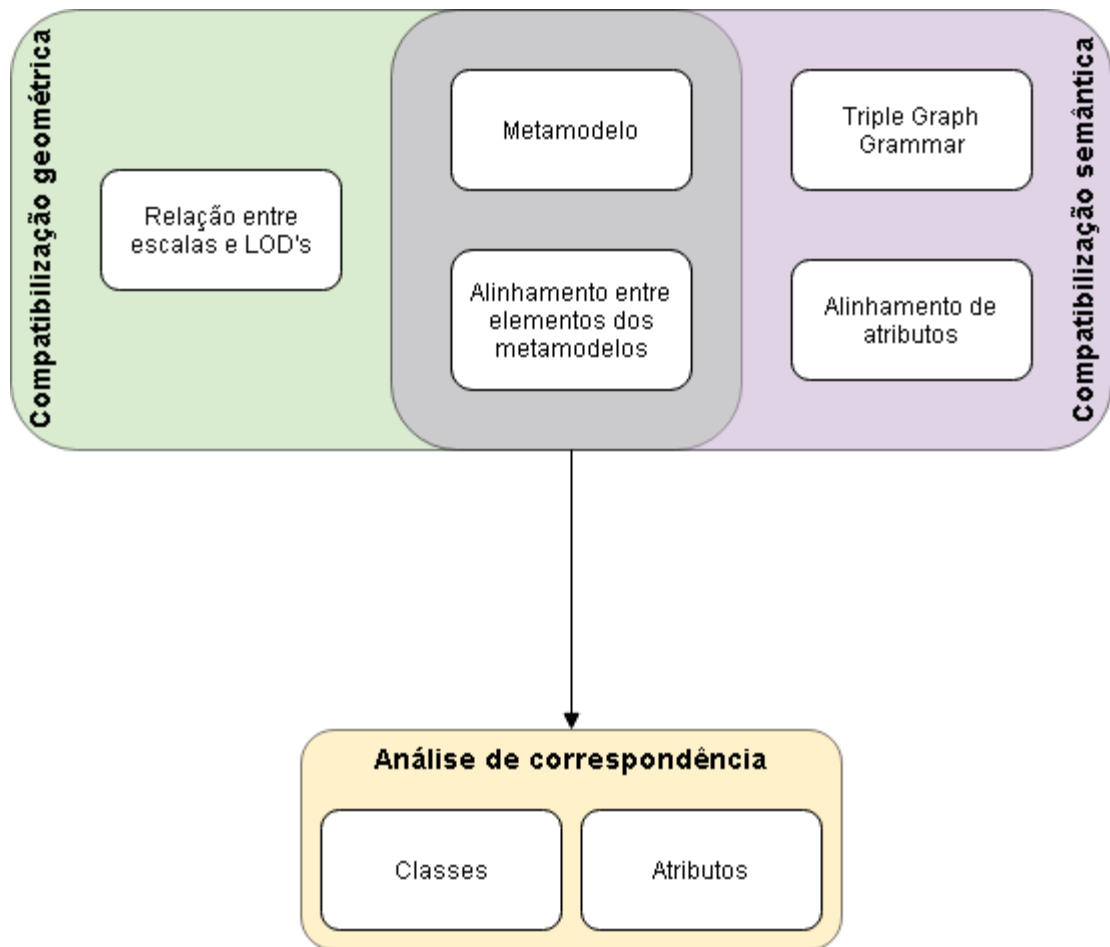 Compatibilização geométrica
Relação entre
escalas e LOD's
Metamodelo
Alinhamento entre
elementos dos
metamodelos
Triple Graph
Grammar
Alinhamento de
atributos
Compatibilização semântica
Análise de correspondência
Classes
Atributos